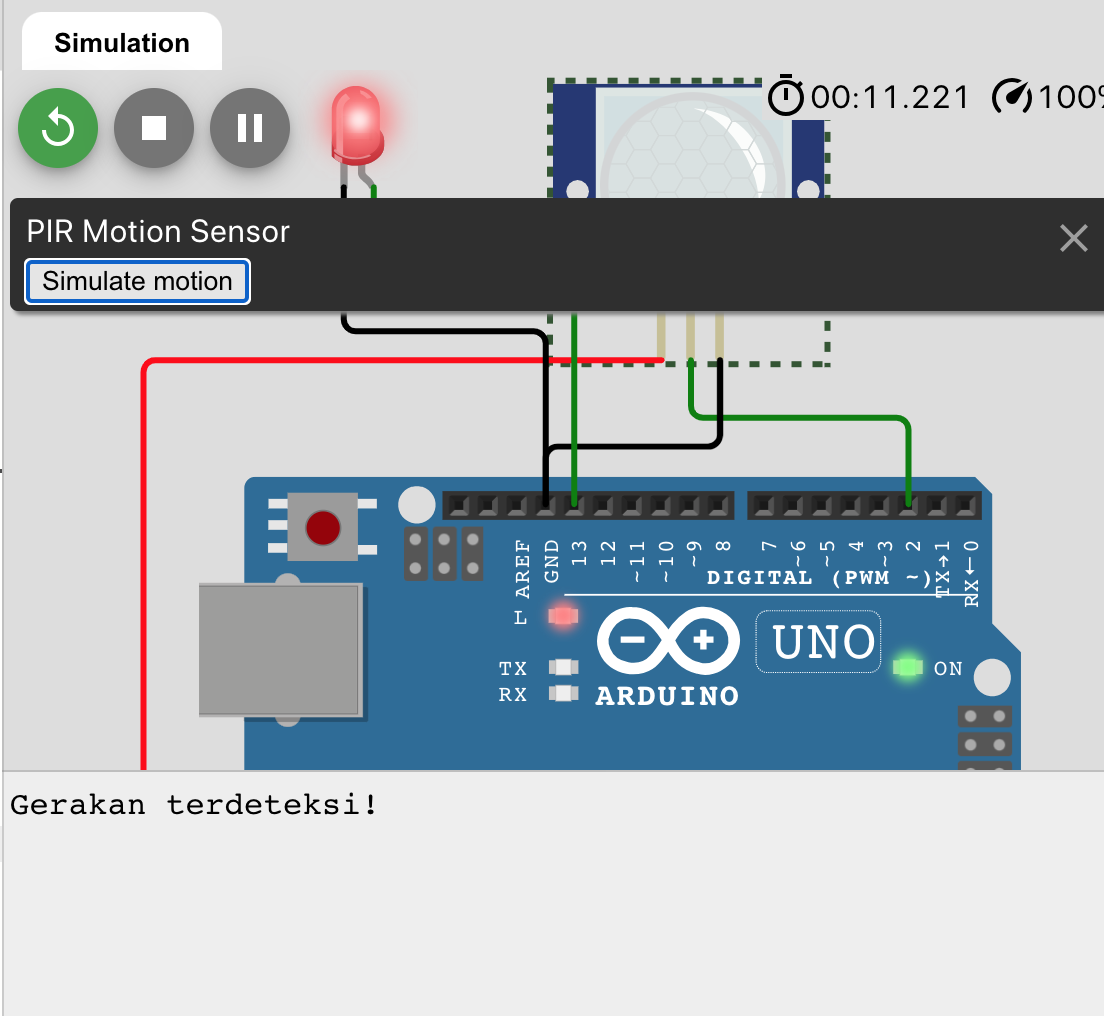 Simulation
00:11.221
100%
PIR Motion Sensor
Simulate motion
AREF
GND
13
12
~11
~10
~9
8
7
~6
~5
4
~3
2
TX→1
RX←0
DIGITAL (PWM ~)
L
TX
RX
UNO
ON
ARDUINO
Gerakan terdeteksi!